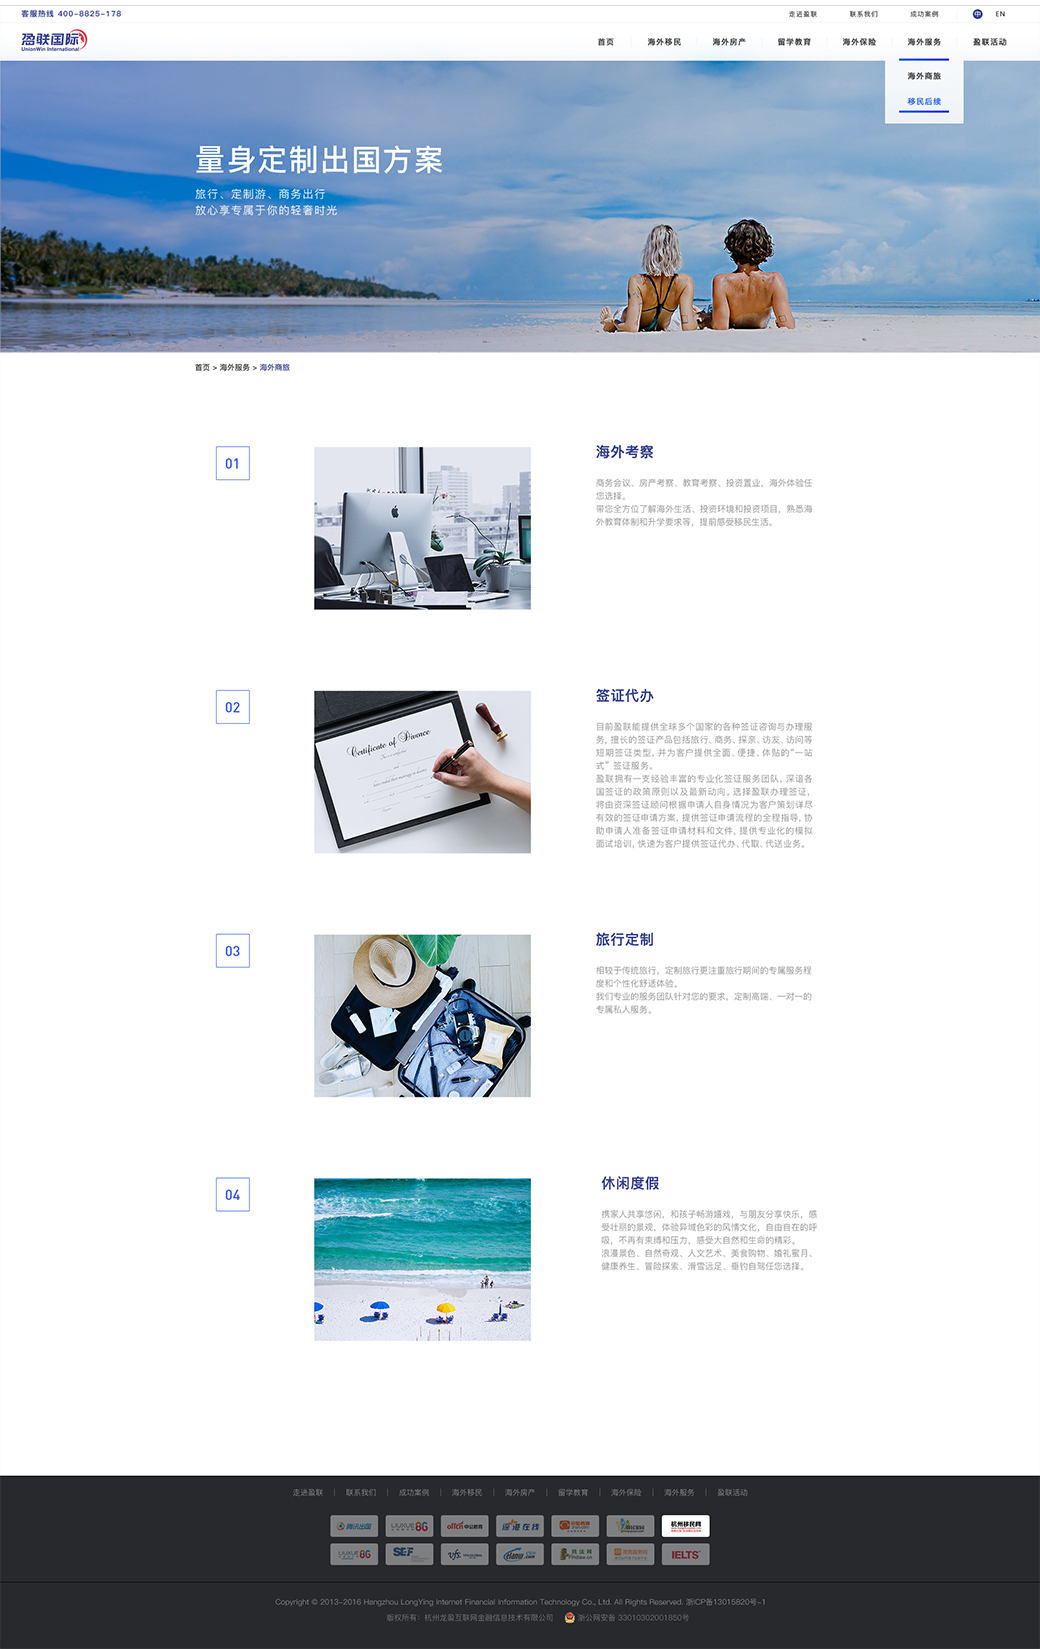 客服热线 400-8825-178
走进盈联 联系我们 成功案例 中 EN
盈联国际
UnionWin International
首页 海外移民 海外房产 留学教育 海外保险 海外服务 盈联活动
海外商旅
移民后续
量身定制出国方案
旅行、定制游、商务出行
放心享专属于你的轻奢时光
首页 > 海外服务 > 海外商旅
01
海外考察
商务会议、房产考察、教育考察、投资置业，海外体验任
您选择。
带您全方位了解海外生活、投资环境和投资项目，熟悉海
外教育体制和升学要求等，提前感受移民生活。
02
Certificate of Divorce
签证代办
目前盈联能提供全球多个国家的各种签证咨询与办理服
务，擅长的签证产品包括旅行、商务、探亲、访友、访问等
短期签证类型，并为客户提供全面、便捷、体贴的“一站
式”签证服务。
盈联拥有一支经验丰富的专业化签证服务团队，深谙各
国签证的政策原则以及最新动向。选择盈联办理签证，
将由资深签证顾问根据申请人自身情况为客户策划详尽
有效的签证申请方案，提供签证申请流程的全程指导，协
助申请人准备签证申请材料和文件，提供专业化的模拟
面试培训，快速为客户提供签证代办、代取、代送业务。
03
旅行定制
相较于传统旅行，定制旅行更注重旅行期间的专属服务程
度和个性化舒适体验。
我们专业的服务团队针对您的要求，定制高端、一对一的
专属私人服务。
04
休闲度假
携家人共享悠闲，和孩子畅游嬉戏，与朋友分享快乐，感
受壮丽的景观，体验异域色彩的风情文化，自由自在的呼
吸，不再有束缚和压力，感受大自然和生命的精彩。
浪漫景色、自然奇观、人文艺术、美食购物、婚礼蜜月、
健康养生、冒险探索、滑雪远足、垂钓自驾任您选择。
走进盈联 | 联系我们 | 成功案例 | 海外移民 | 海外房产 | 留学教育 | 海外保险 | 海外服务 | 盈联活动
腾讯出国 LIUXUE86 offcn中公教育 深港在线 杭州移民网
LIUXUE86 SEF vfs Hanyu.com 找法网 Findlaw.cn IELTS
Copyright © 2013-2016 Hangzhou LongYing Internet Financial Information Technology Co., Ltd. All Rights Reserved. 浙ICP备13015820号-1
版权所有：杭州龙盈互联网金融信息技术有限公司 浙公网安备 33010302001850号